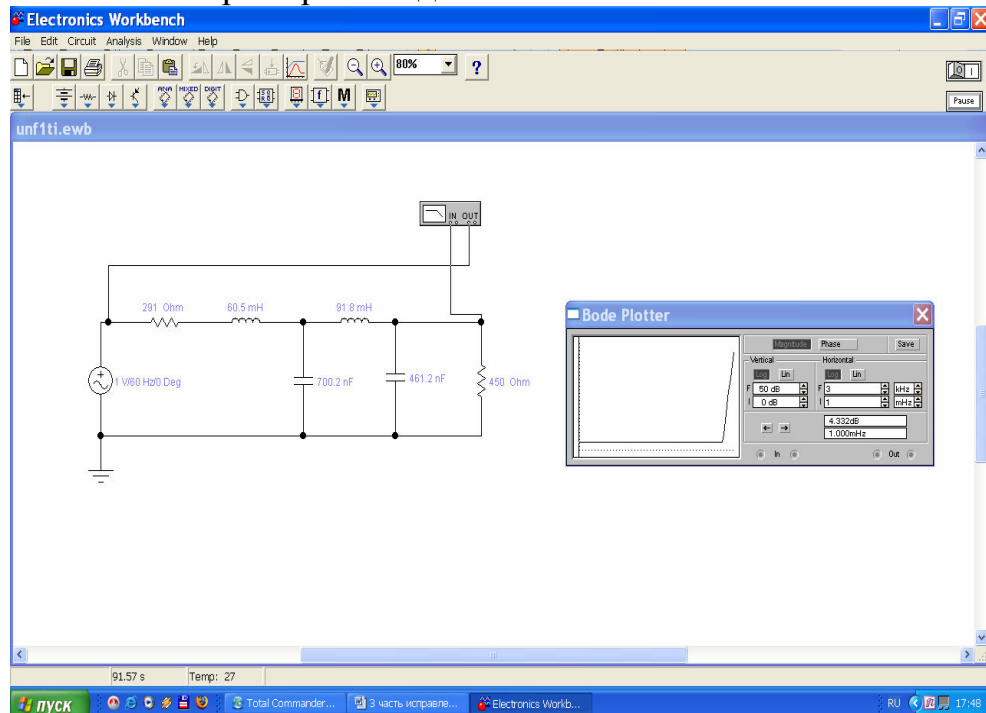 Electronics Workbench
File Edit Circuit Analysis Window Help
80% ?
ANA MIXED DIGIT M
Pause
unf1ti.ewb
IN OUT
291 Ohm 60.5 mH 91.8 mH
1 V/60 Hz/0 Deg 700.2 nF 461.2 nF 450 Ohm
Bode Plotter
Magnitude Phase Save
Vertical Horizontal
Log Lin Log Lin
F 50 dB F 3 kHz
I 0 dB I 1 mHz
4.332dB
1.000mHz
In Out
91.57 s Temp: 27
пуск Total Commander... 3 часть исправле... Electronics Workb... RU 17:48